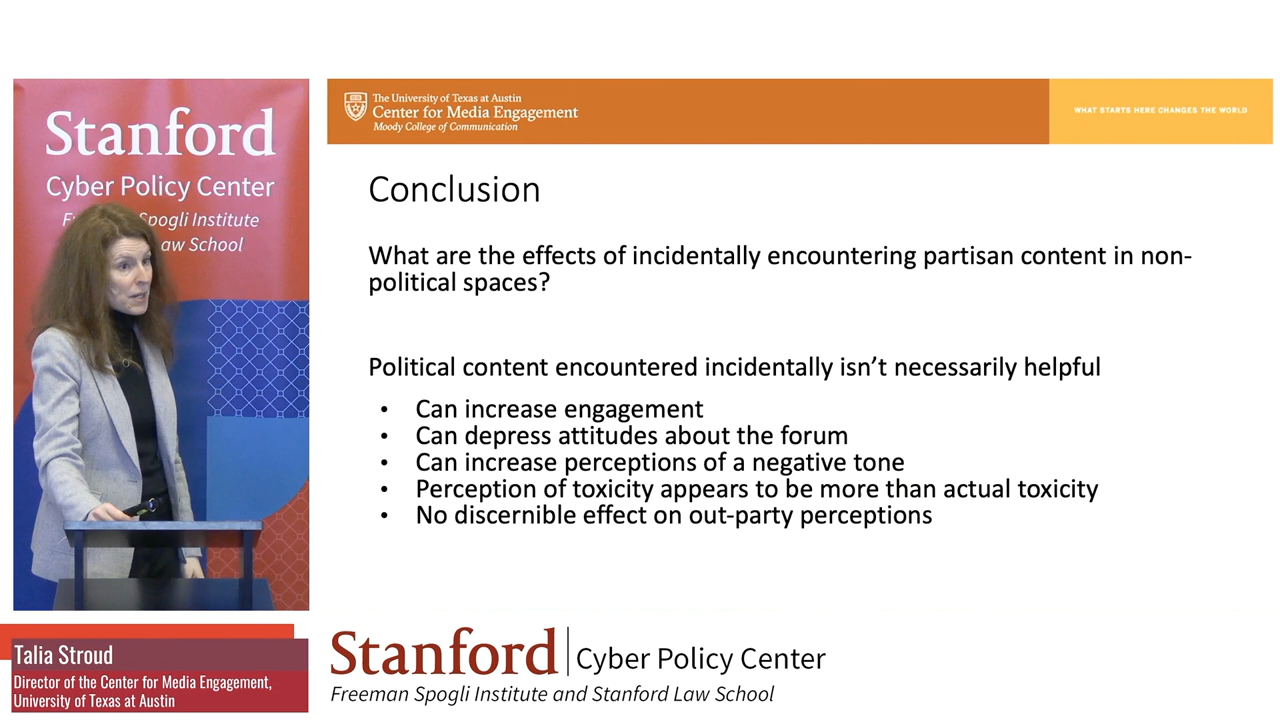 Stanford
Cyber Policy Center
Spogli Institute
aw School
The University of Texas at Austin
Center for Media Engagement
Moody College of Communication
WHAT STARTS HERE CHANGES THE WORLD
Conclusion
What are the effects of incidentally encountering partisan content in non-
political spaces?
Political content encountered incidentally isn’t necessarily helpful
• Can increase engagement
• Can depress attitudes about the forum
• Can increase perceptions of a negative tone
• Perception of toxicity appears to be more than actual toxicity
• No discernible effect on out-party perceptions
Talia Stroud
Director of the Center for Media Engagement,
University of Texas at Austin
Stanford | Cyber Policy Center
Freeman Spogli Institute and Stanford Law School